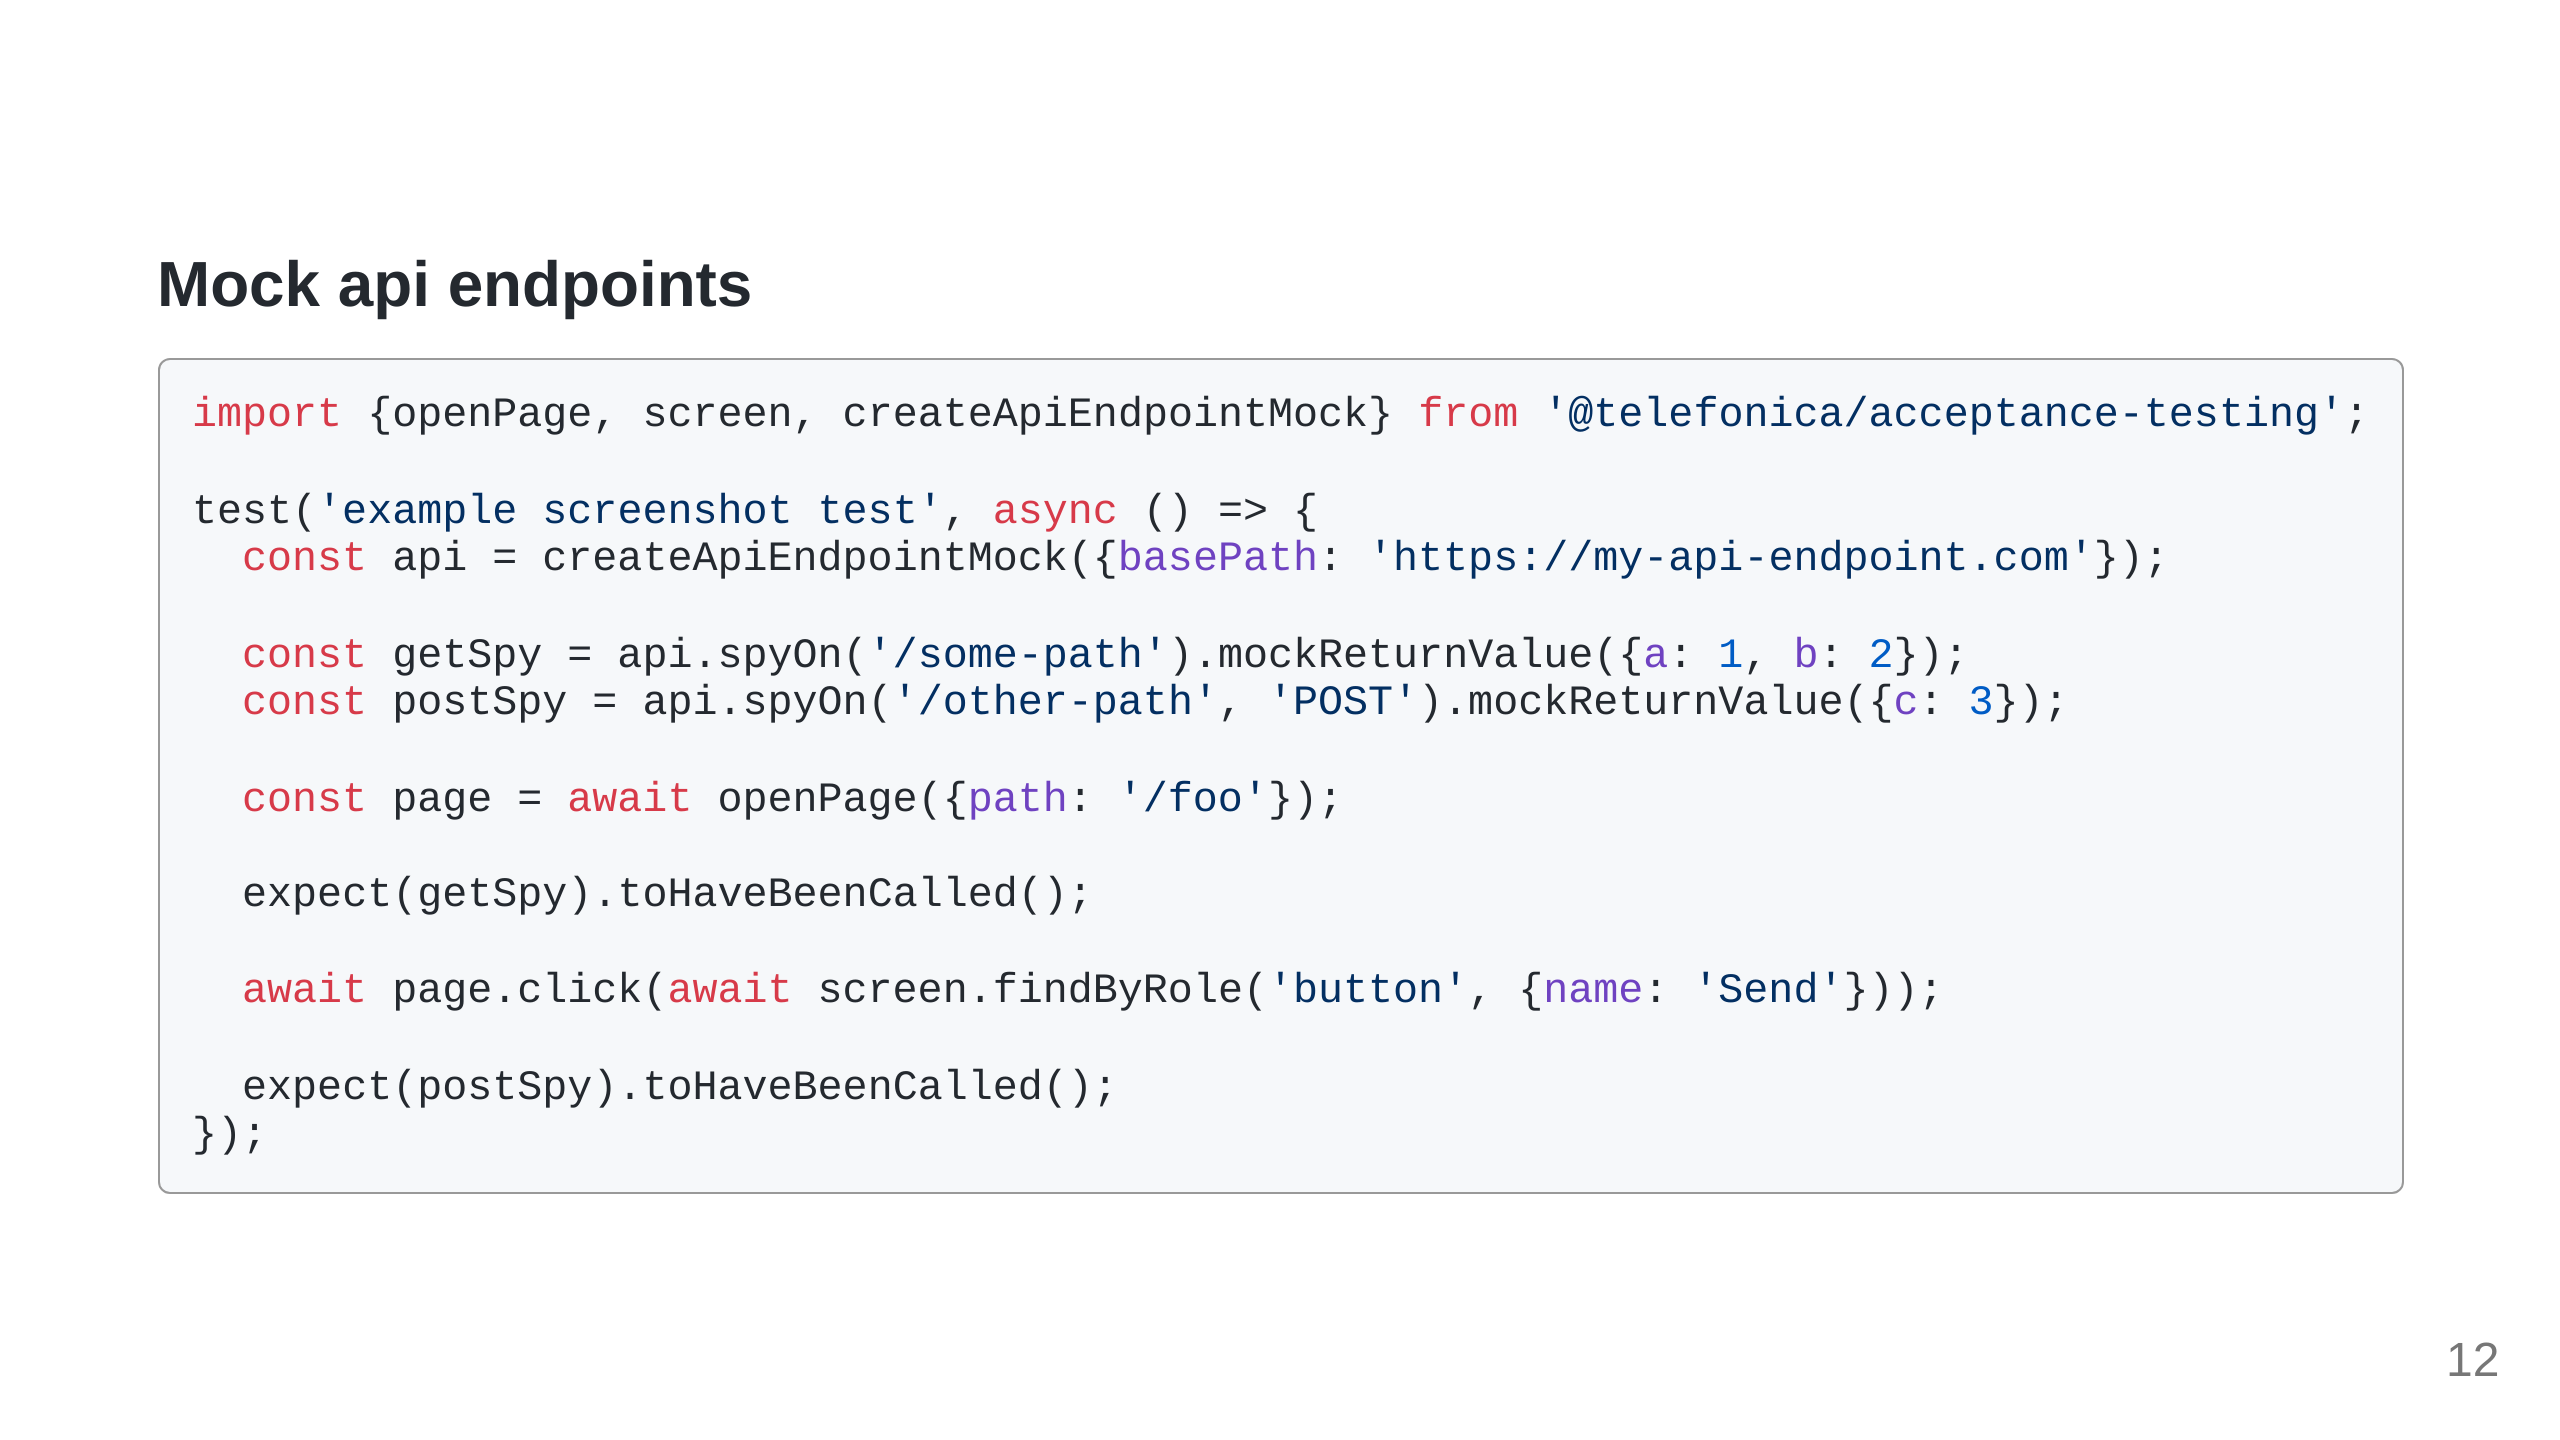 Mock api endpoints
import {openPage, screen, createApiEndpointMock} from '@telefonica/acceptance-testing';
test('example screenshot test', async () => {
  const api = createApiEndpointMock({basePath: 'https://my-api-endpoint.com'});
  const getSpy = api.spyOn('/some-path').mockReturnValue({a: 1, b: 2});
  const postSpy = api.spyOn('/other-path', 'POST').mockReturnValue({c: 3});
  const page = await openPage({path: '/foo'});
  expect(getSpy).toHaveBeenCalled();
  await page.click(await screen.findByRole('button', {name: 'Send'}));
  expect(postSpy).toHaveBeenCalled();
});
12